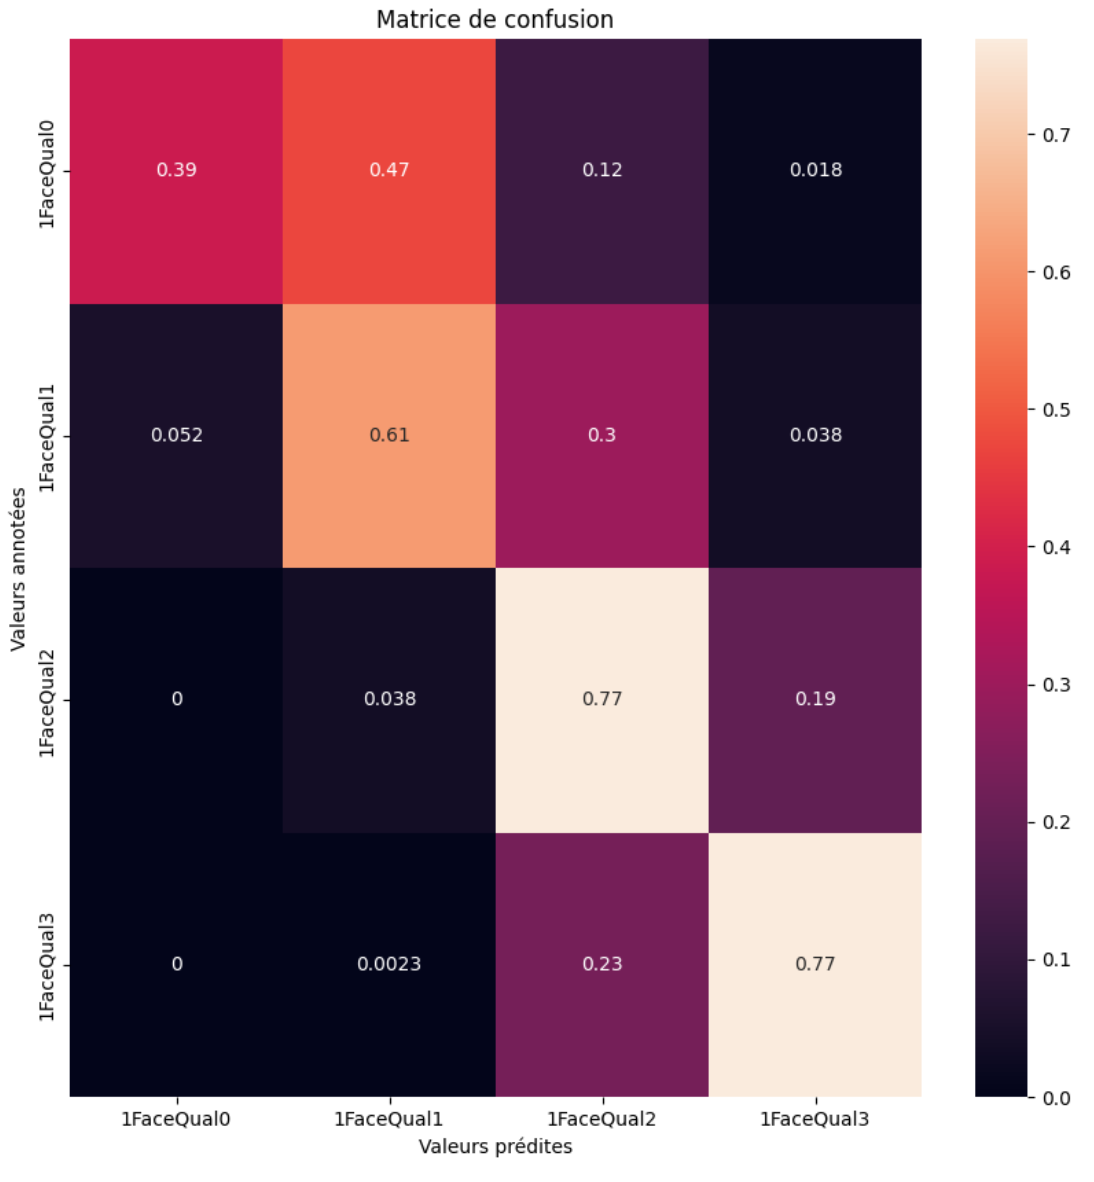 Matrice de confusion
1FaceQual0
0.39 0.47 0.12 0.018
1FaceQual1
0.052 0.61 0.3 0.038
1FaceQual2
0 0.038 0.77 0.19
1FaceQual3
0 0.0023 0.23 0.77
Valeurs annotées
1FaceQual0 1FaceQual1 1FaceQual2 1FaceQual3
Valeurs prédites
0.7
0.6
0.5
0.4
0.3
0.2
0.1
0.0